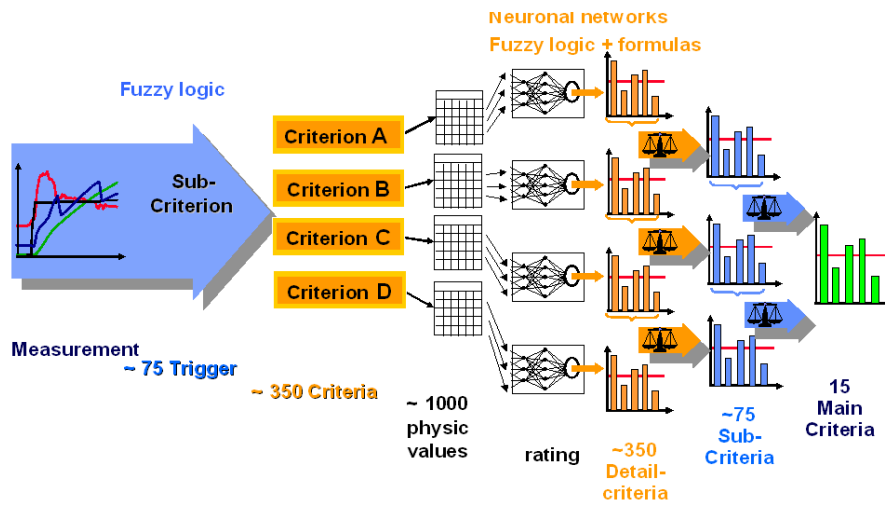 Neuronal networks
Fuzzy logic + formulas
Fuzzy logic
Sub-
Criterion
Criterion A
Criterion B
Criterion C
Criterion D
Measurement
~ 75 Trigger
~ 350 Criteria
~ 1000
physic
values
rating
~350
Detail-
criteria
~75
Sub-
Criteria
15
Main
Criteria